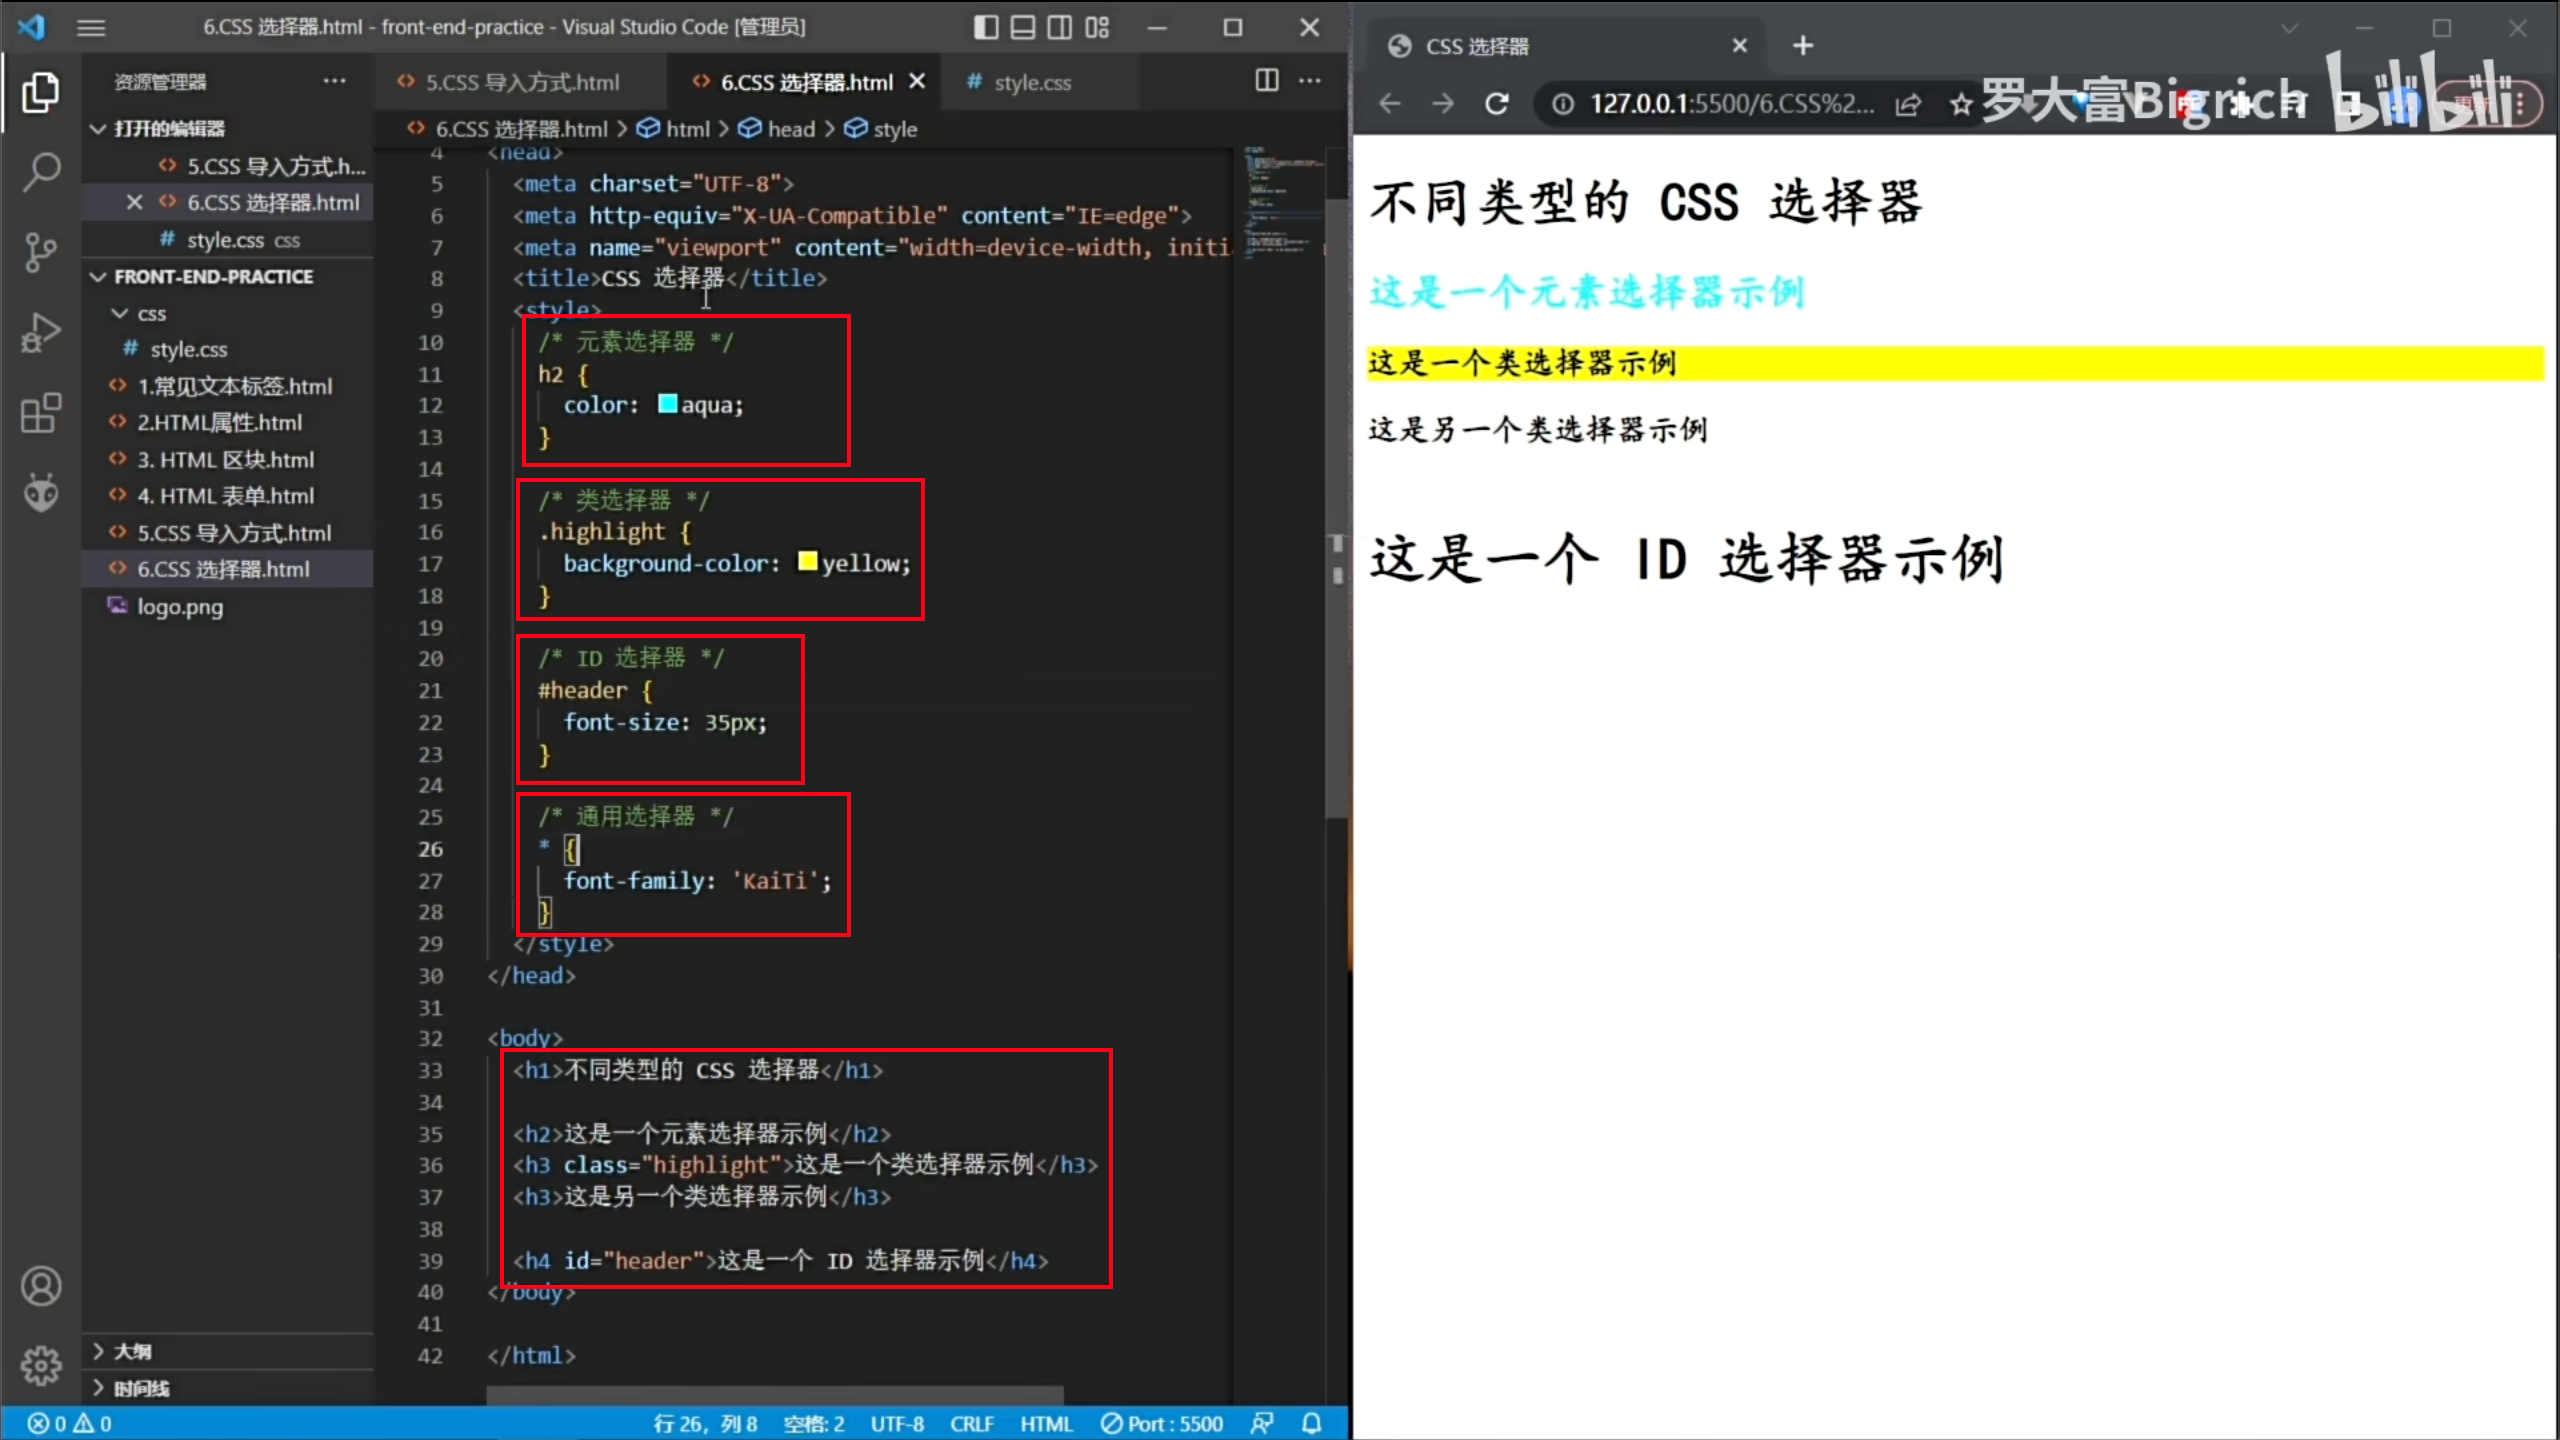 6.CSS 选择器.html - front-end-practice - Visual Studio Code [管理员]
资源管理器
打开的编辑器
5.CSS 导入方式.h...
6.CSS 选择器.html
style.css css
FRONT-END-PRACTICE
css
style.css
1.常见文本标签.html
2.HTML属性.html
3. HTML 区块.html
4. HTML 表单.html
5.CSS 导入方式.html
6.CSS 选择器.html
logo.png
大纲
时间线
5.CSS 导入方式.html
6.CSS 选择器.html
style.css
6.CSS 选择器.html > html > head > style
4 <head>
5 <meta charset="UTF-8">
6 <meta http-equiv="X-UA-Compatible" content="IE=edge">
7 <meta name="viewport" content="width=device-width, initi
8 <title>CSS 选择器</title>
9 <style>
10 /* 元素选择器 */
11 h2 {
12 color: aqua;
13 }
14
15 /* 类选择器 */
16 .highlight {
17 background-color: yellow;
18 }
19
20 /* ID 选择器 */
21 #header {
22 font-size: 35px;
23 }
24
25 /* 通用选择器 */
26 * {
27 font-family: 'KaiTi';
28 }
29 </style>
30 </head>
31
32 <body>
33 <h1>不同类型的 CSS 选择器</h1>
34
35 <h2>这是一个元素选择器示例</h2>
36 <h3 class="highlight">这是一个类选择器示例</h3>
37 <h3>这是另一个类选择器示例</h3>
38
39 <h4 id="header">这是一个 ID 选择器示例</h4>
40 </body>
41
42 </html>
0 0
行 26, 列 8 空格: 2 UTF-8 CRLF HTML Port : 5500
CSS 选择器
127.0.0.1:5500/6.CSS%2...
罗大富Bigrich bilibili
不同类型的 CSS 选择器
这是一个元素选择器示例
这是一个类选择器示例
这是另一个类选择器示例
这是一个 ID 选择器示例